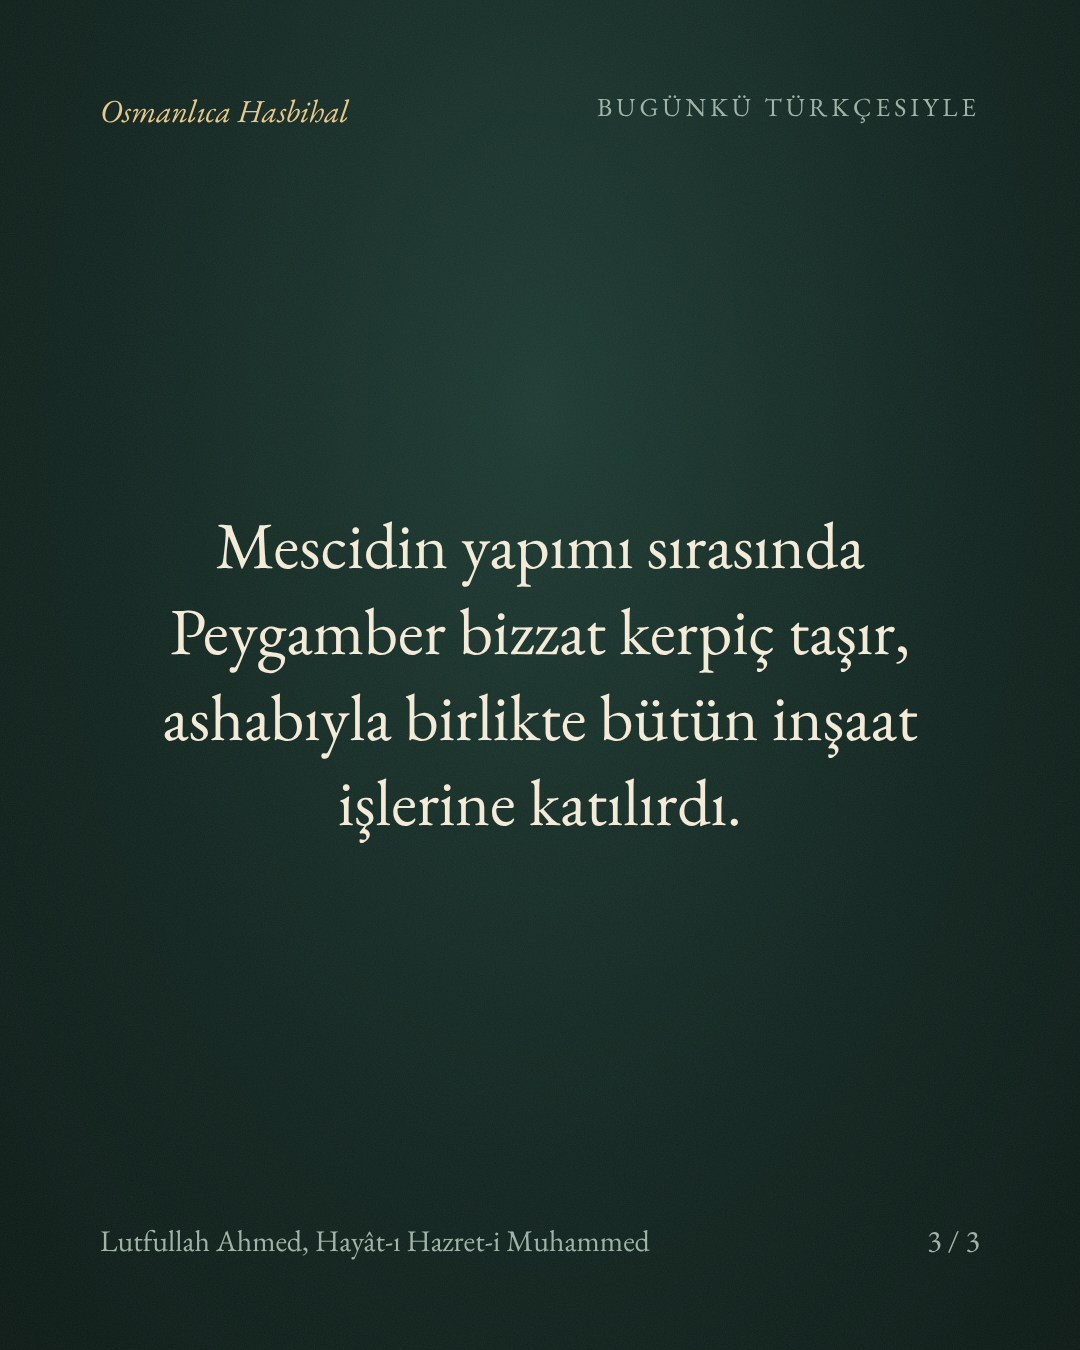 Osmanlıca Hasbihal
BUGÜNKÜ TÜRKÇESIYLE
Mescidin yapımı sırasında
Peygamber bizzat kerpiç taşır,
ashabıyla birlikte bütün inşaat
işlerine katılırdı.
Lutfullah Ahmed, Hayât-ı Hazret-i Muhammed
3 / 3